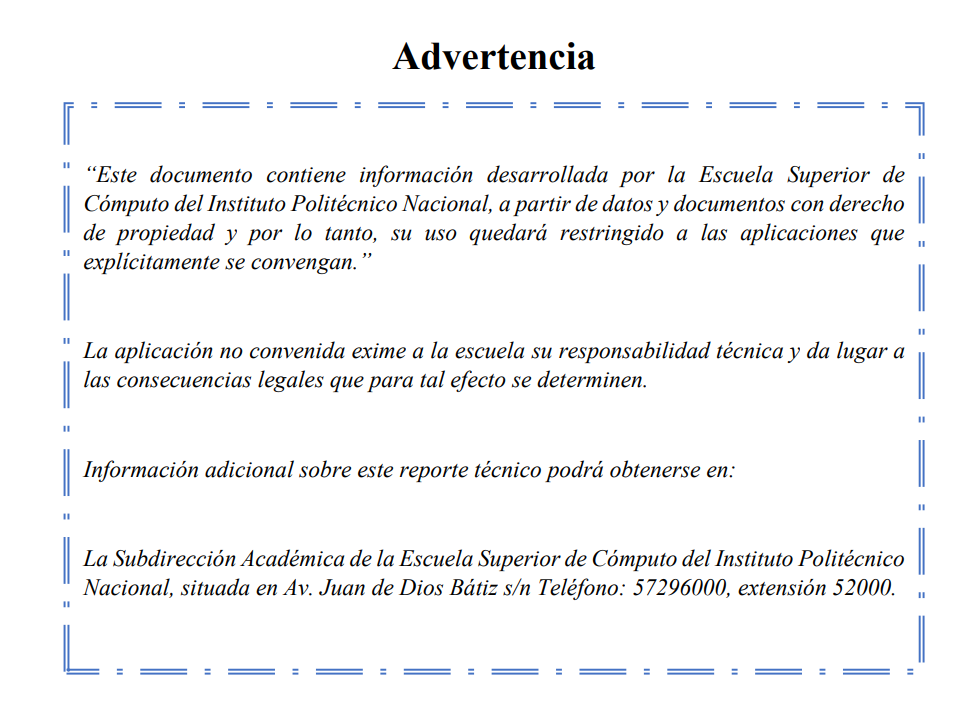 Advertencia
“Este documento contiene información desarrollada por la Escuela Superior de
Cómputo del Instituto Politécnico Nacional, a partir de datos y documentos con derecho
de propiedad y por lo tanto, su uso quedará restringido a las aplicaciones que
explícitamente se convengan.”
La aplicación no convenida exime a la escuela su responsabilidad técnica y da lugar a
las consecuencias legales que para tal efecto se determinen.
Información adicional sobre este reporte técnico podrá obtenerse en:
La Subdirección Académica de la Escuela Superior de Cómputo del Instituto Politécnico
Nacional, situada en Av. Juan de Dios Bátiz s/n Teléfono: 57296000, extensión 52000.